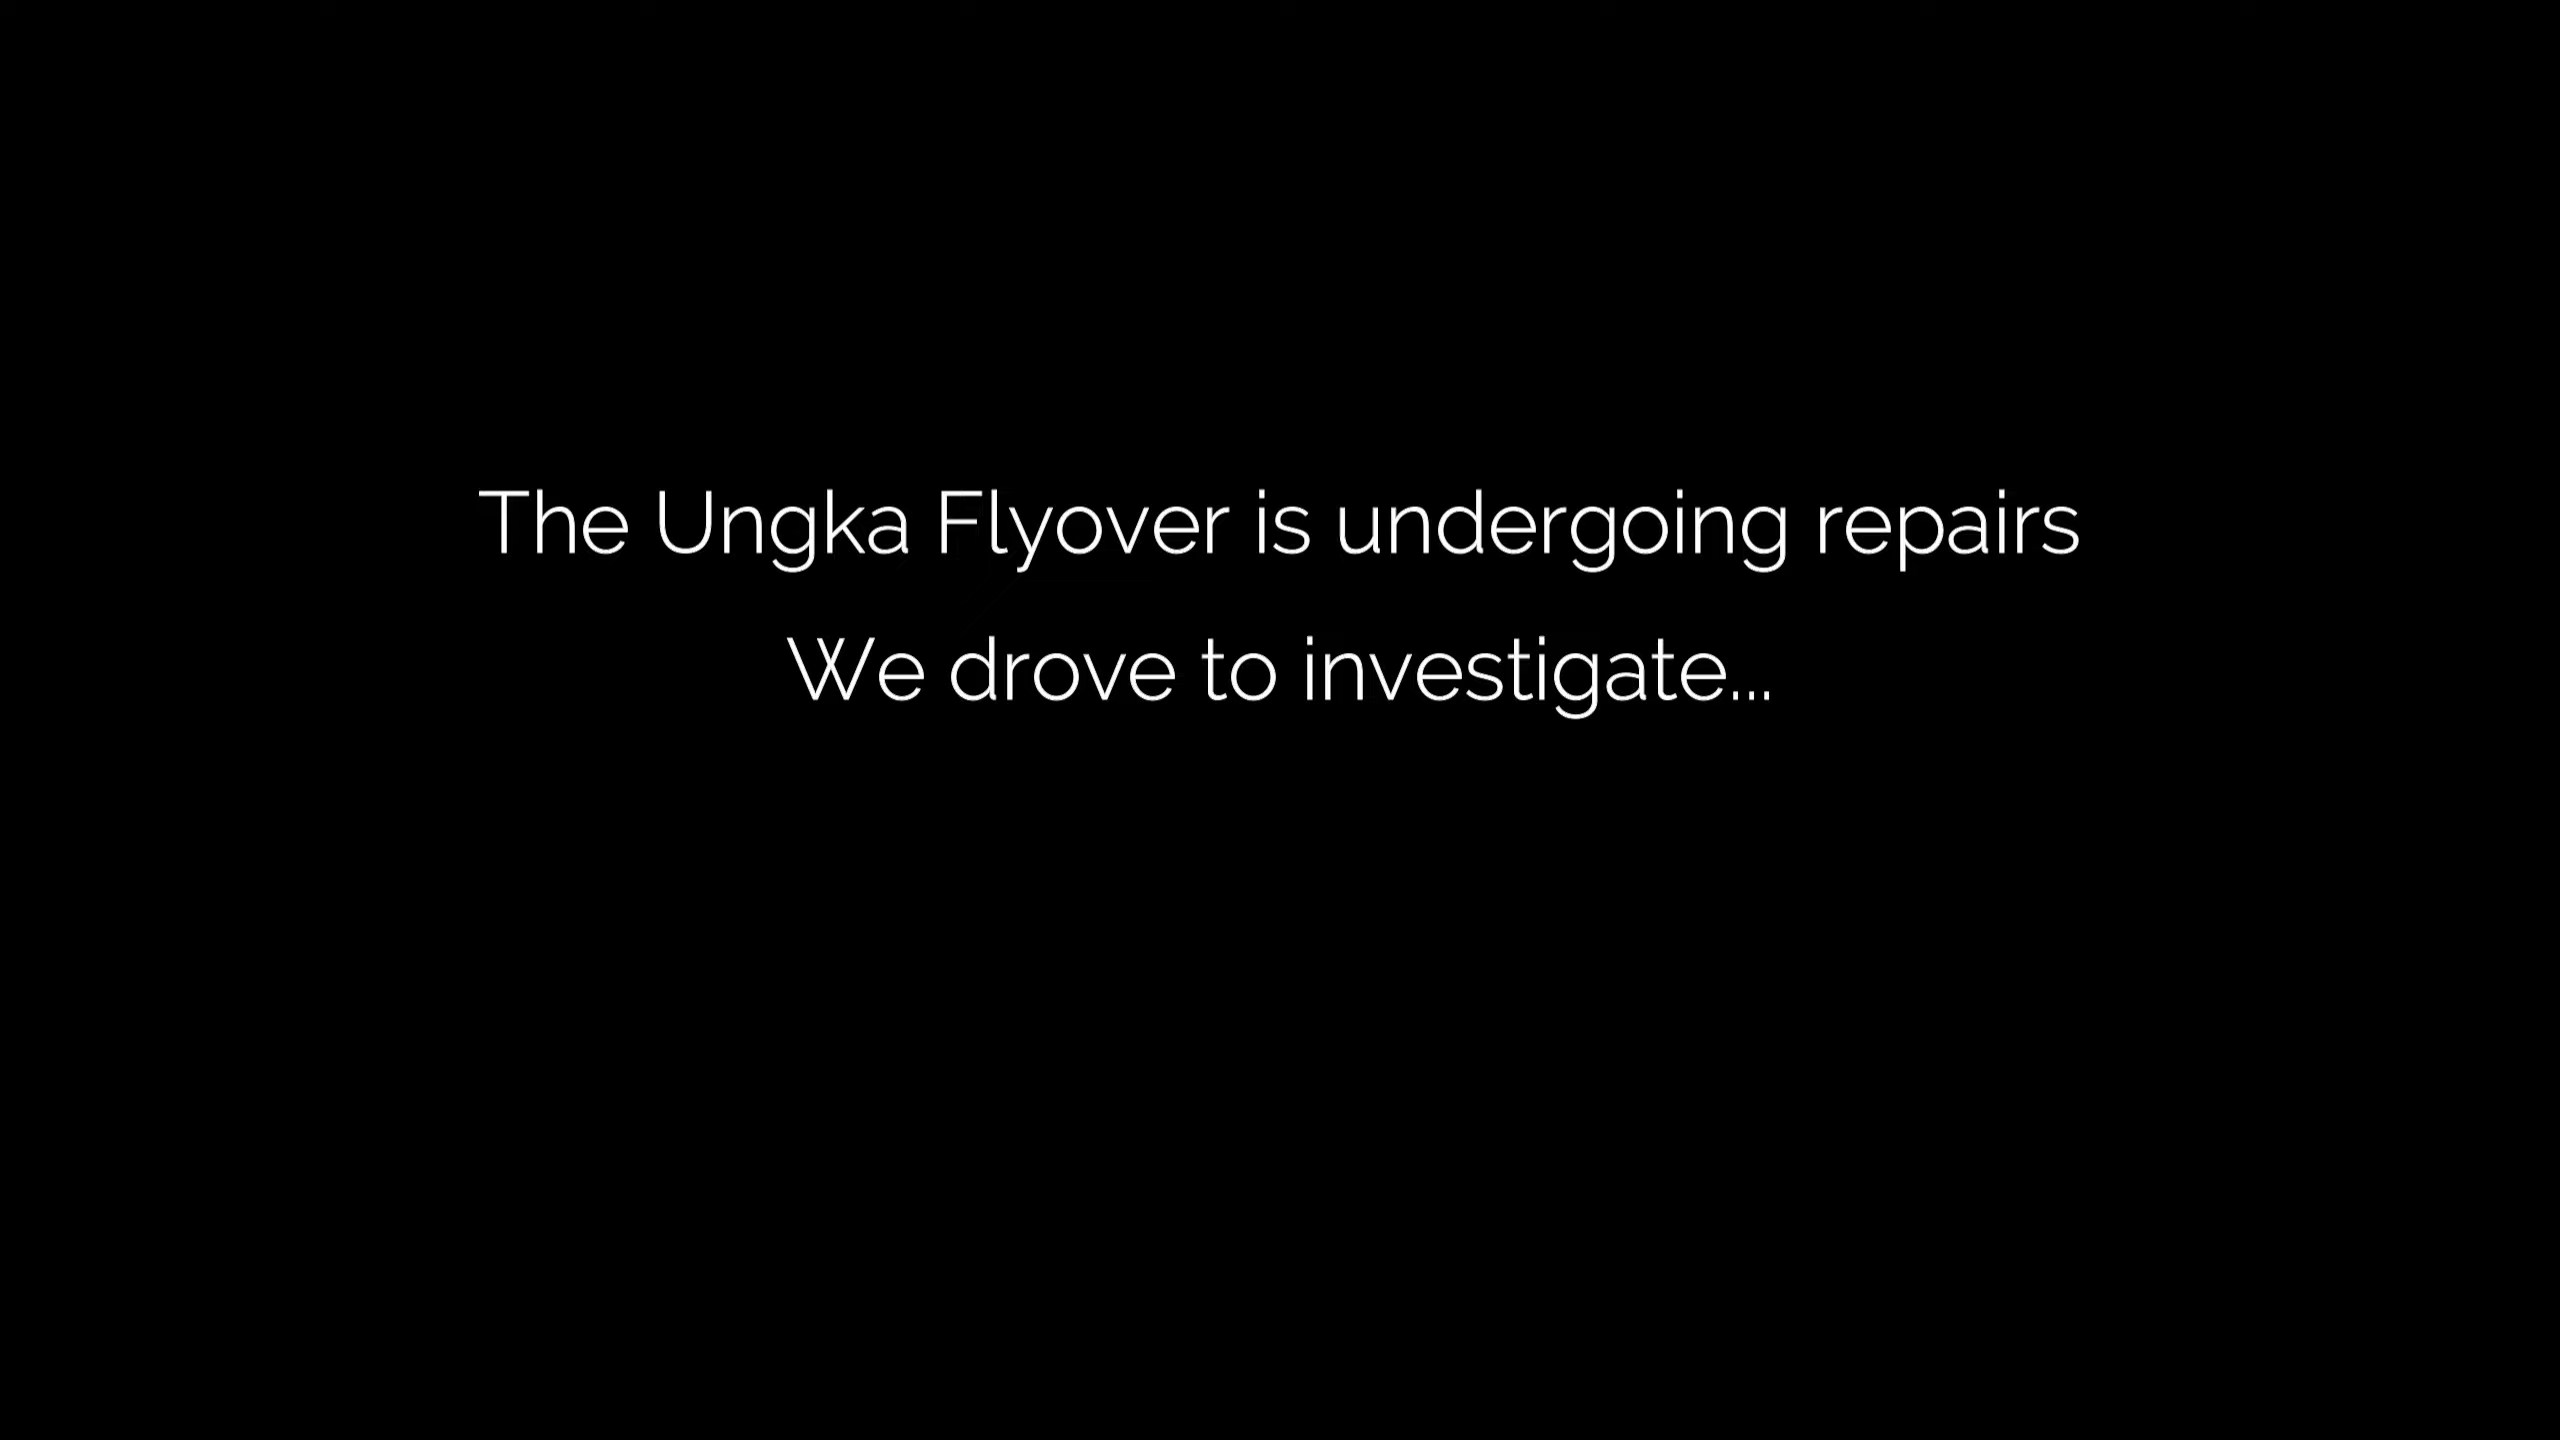 The Ungka Flyover is undergoing repairs
We drove to investigate...